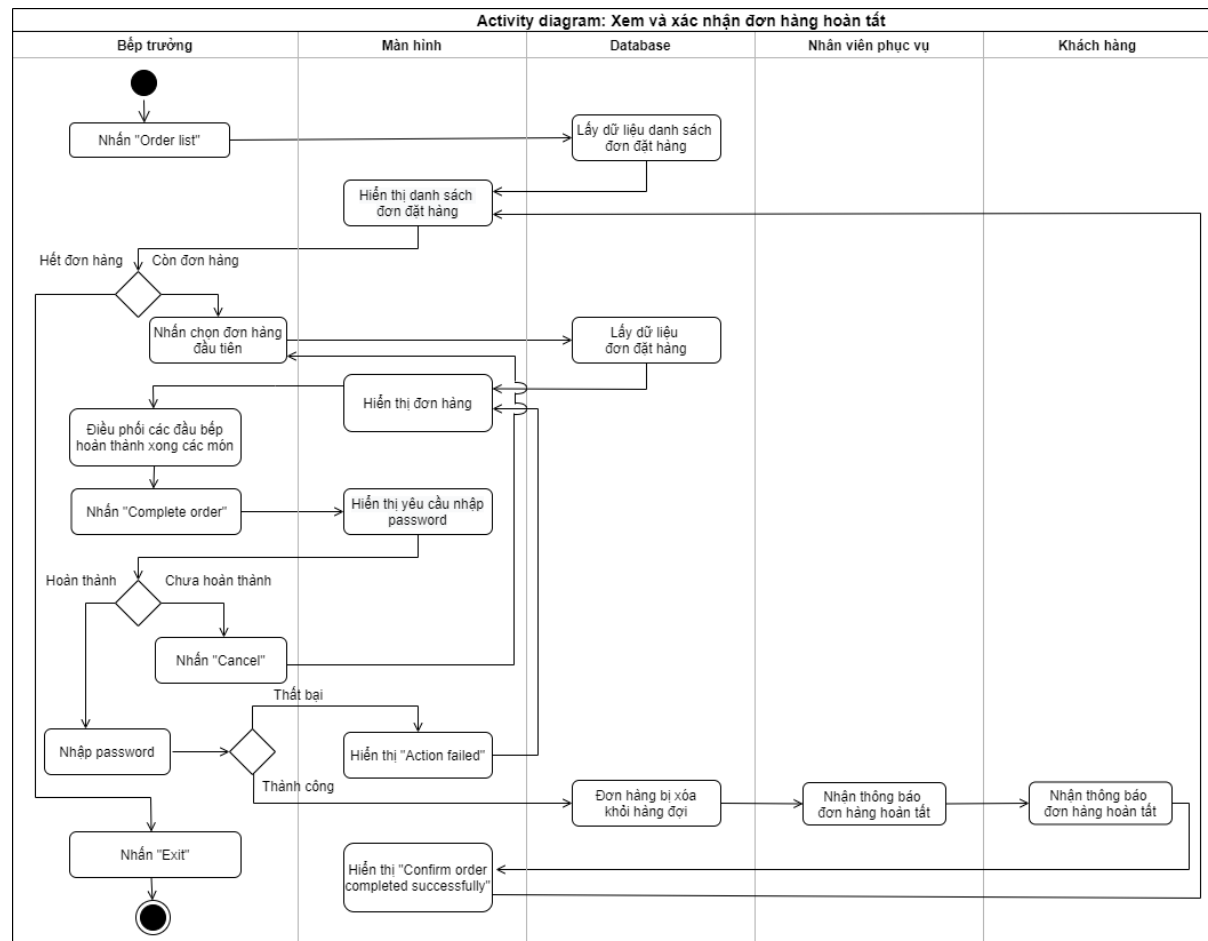 Activity diagram: Xem và xác nhận đơn hàng hoàn tất
Bếp trưởng
Màn hình
Database
Nhân viên phục vụ
Khách hàng
Nhấn "Order list"
Lấy dữ liệu danh sách
đơn đặt hàng
Hiển thị danh sách
đơn đặt hàng
Hết đơn hàng
Còn đơn hàng
Nhấn chọn đơn hàng
đầu tiên
Lấy dữ liệu
đơn đặt hàng
Hiển thị đơn hàng
Điều phối các đầu bếp
hoàn thành xong các món
Nhấn "Complete order"
Hiển thị yêu cầu nhập
password
Hoàn thành
Chưa hoàn thành
Nhấn "Cancel"
Thất bại
Nhập password
Hiển thị "Action failed"
Thành công
Đơn hàng bị xóa
khỏi hàng đợi
Nhận thông báo
đơn hàng hoàn tất
Nhận thông báo
đơn hàng hoàn tất
Nhấn "Exit"
Hiển thị "Confirm order
completed successfully"